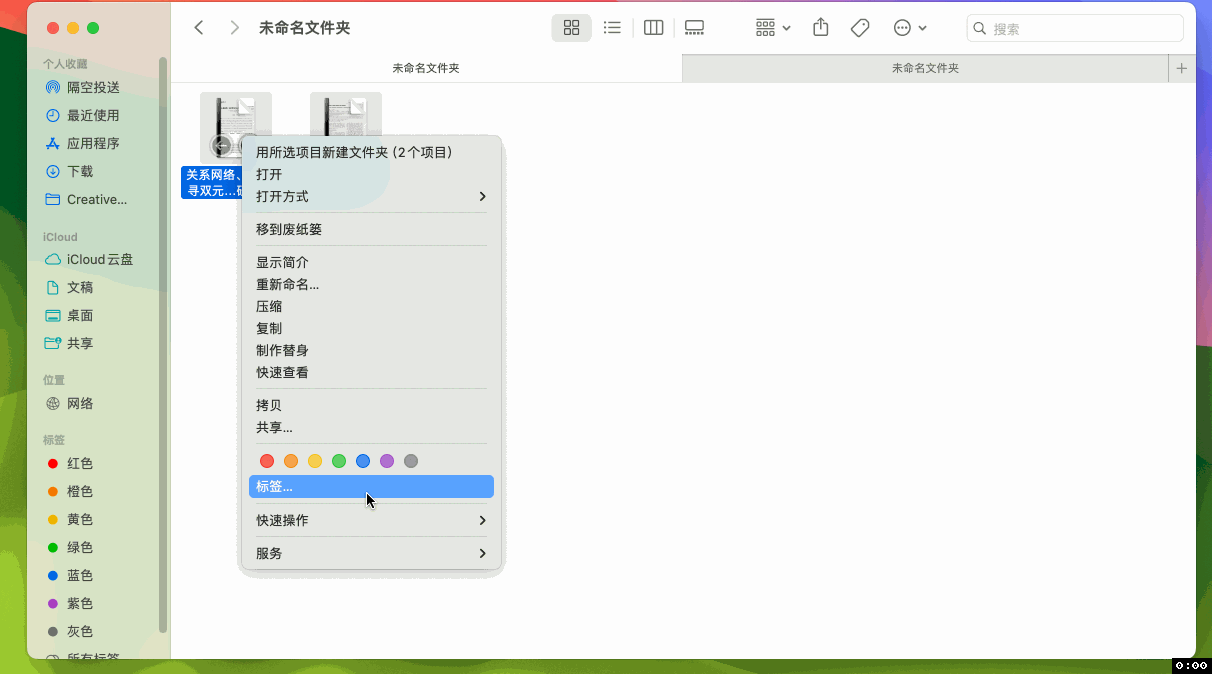 未命名文件夹
搜索
未命名文件夹
未命名文件夹
个人收藏
隔空投送
最近使用
应用程序
下载
Creative...
iCloud
iCloud云盘
文稿
桌面
共享
位置
网络
标签
红色
橙色
黄色
绿色
蓝色
紫色
灰色
所有标签
关系网络、
寻双元...
用所选项目新建文件夹 (2个项目)
打开
打开方式
移到废纸篓
显示简介
重新命名...
压缩
复制
制作替身
快速查看
拷贝
共享...
标签...
快速操作
服务
0:00